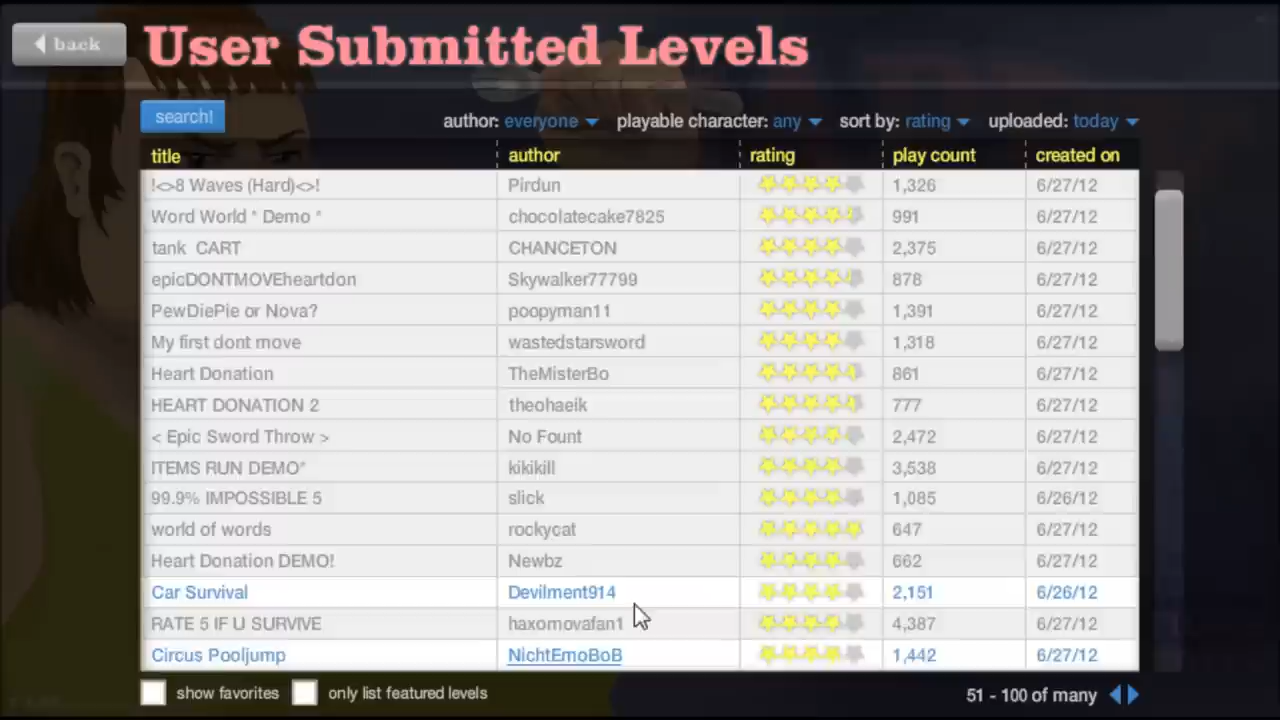 back
User Submitted Levels
search!
author: everyone playable character: any sort by: rating uploaded: today
title author rating play count created on
!<>8 Waves (Hard)<>! Pirdun 1,326 6/27/12
Word World * Demo * chocolatecake7825 991 6/27/12
tank CART CHANCETON 2,375 6/27/12
epicDONTMOVEheartdon Skywalker77799 878 6/27/12
PewDiePie or Nova? poopyman11 1,391 6/27/12
My first dont move wastedstarsword 1,318 6/27/12
Heart Donation TheMisterBo 861 6/27/12
HEART DONATION 2 theohaeik 777 6/27/12
< Epic Sword Throw > No Fount 2,472 6/27/12
ITEMS RUN DEMO* kikikill 3,538 6/27/12
99.9% IMPOSSIBLE 5 slick 1,085 6/26/12
world of words rockycat 647 6/27/12
Heart Donation DEMO! Newbz 662 6/27/12
Car Survival Devilment914 2,151 6/26/12
RATE 5 IF U SURVIVE haxomovafan1 4,387 6/27/12
Circus Pooljump NichtEmoBoB 1,442 6/27/12
show favorites only list featured levels 51 - 100 of many